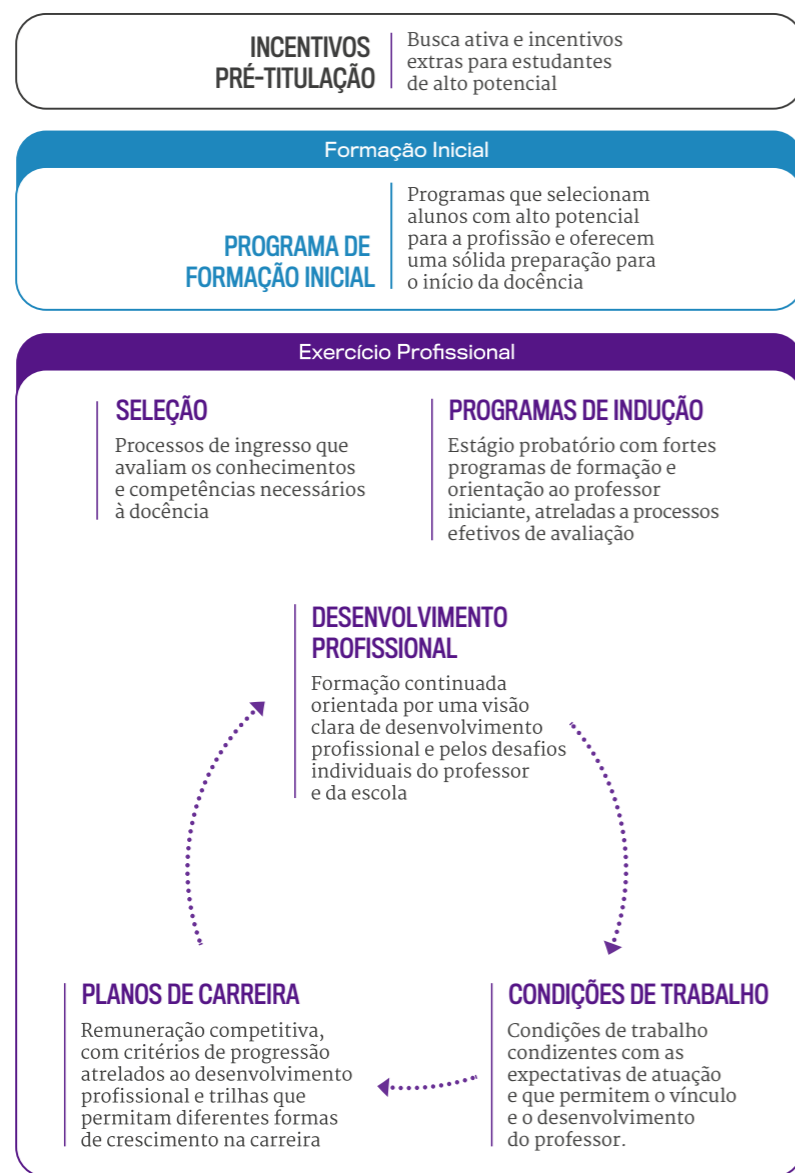 INCENTIVOS
PRÉ-TITULAÇÃO
Busca ativa e incentivos
extras para estudantes
de alto potencial
Formação Inicial
PROGRAMA DE
FORMAÇÃO INICIAL
Programas que selecionam
alunos com alto potencial
para a profissão e oferecem
uma sólida preparação para
o início da docência
Exercício Profissional
SELEÇÃO
Processos de ingresso que
avaliam os conhecimentos
e competências necessários
à docência
PROGRAMAS DE INDUÇÃO
Estágio probatório com fortes
programas de formação e
orientação ao professor
iniciante, atreladas a processos
efetivos de avaliação
DESENVOLVIMENTO
PROFISSIONAL
Formação continuada
orientada por uma visão
clara de desenvolvimento
profissional e pelos desafios
individuais do professor
e da escola
PLANOS DE CARREIRA
Remuneração competitiva,
com critérios de progressão
atrelados ao desenvolvimento
profissional e trilhas que
permitam diferentes formas
de crescimento na carreira
CONDIÇÕES DE TRABALHO
Condições de trabalho
condizentes com as
expectativas de atuação
e que permitem o vínculo
e o desenvolvimento
do professor.